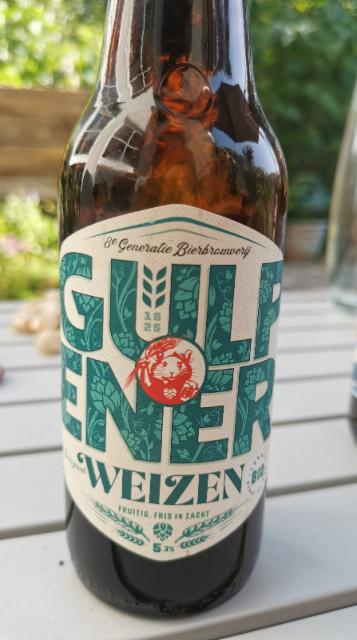 8e Generatie Bierbrouwerij
GULP
18
25
ENER
WEIZEN
BIO
FRUITIG, FRIS EN ZACHT
5.3%